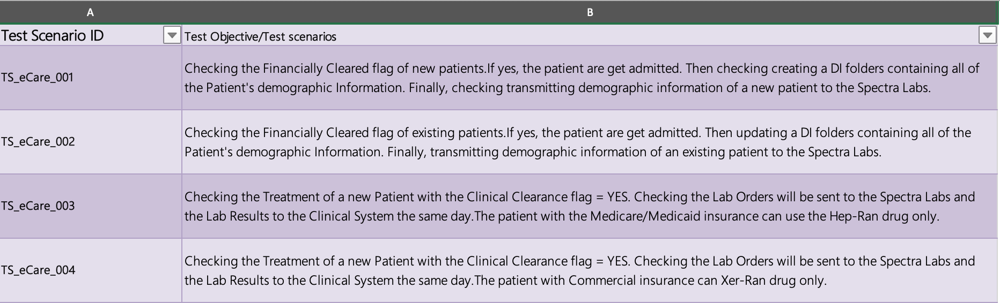 A
B
Test Scenario ID
Test Objective/Test scenarios
TS_eCare_001
Checking the Financially Cleared flag of new patients.If yes, the patient are get admitted. Then checking creating a DI folders containing all of
the Patient's demographic Information. Finally, checking transmitting demographic information of a new patient to the Spectra Labs.
TS_eCare_002
Checking the Financially Cleared flag of existing patients.If yes, the patient are get admitted. Then updating a DI folders containing all of the
Patient's demographic Information. Finally, transmitting demographic information of an existing patient to the Spectra Labs.
TS_eCare_003
Checking the Treatment of a new Patient with the Clinical Clearance flag = YES. Checking the Lab Orders will be sent to the Spectra Labs and
the Lab Results to the Clinical System the same day.The patient with the Medicare/Medicaid insurance can use the Hep-Ran drug only.
TS_eCare_004
Checking the Treatment of a new Patient with the Clinical Clearance flag = YES. Checking the Lab Orders will be sent to the Spectra Labs and
the Lab Results to the Clinical System the same day.The patient with Commercial insurance can Xer-Ran drug only.